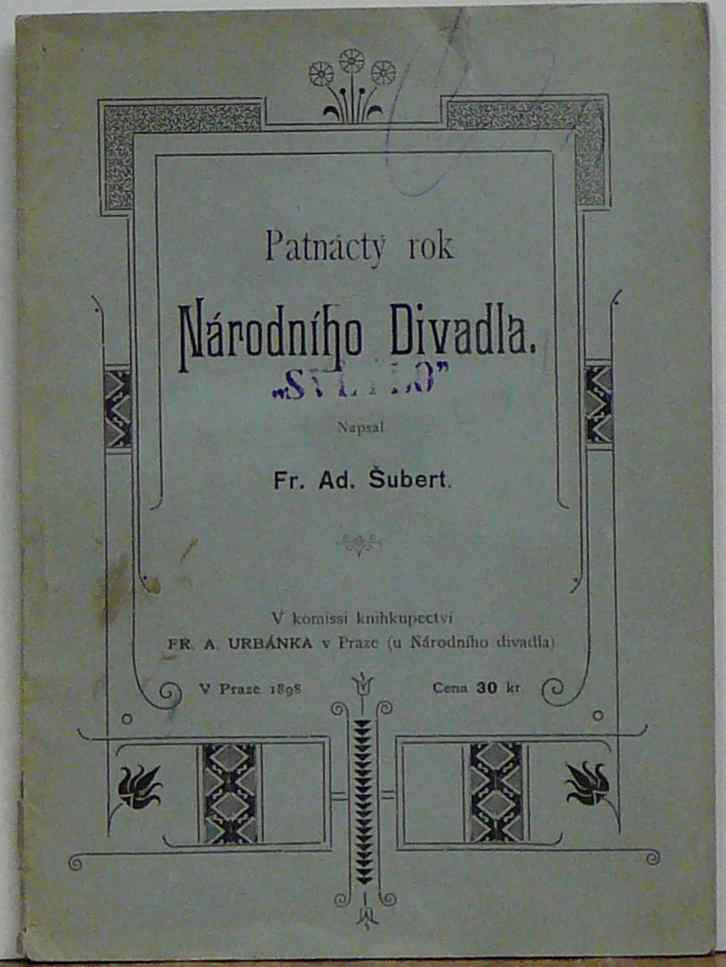 Patnáctý rok
Národního Divadla.
Napsal
Fr. Ad. Šubert.
V komissi knihkupectví
FR. A. URBÁNKA v Praze (u Národního divadla)
V Praze 1898 Cena 30 kr